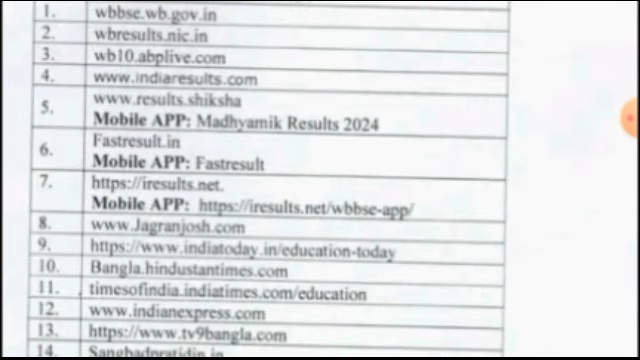 1. wbbse.wb.gov.in
2. wbresults.nic.in
3. wb10.abplive.com
4. www.indiaresults.com
5. www.results.shiksha
Mobile APP: Madhyamik Results 2024
6. Fastresult.in
Mobile APP: Fastresult
7. https://iresults.net.
Mobile APP: https://iresults.net/wbbse-app/
8. www.Jagranjosh.com
9. https://www.indiatoday.in/education-today
10. Bangla.hindustantimes.com
11. timesofindia.indiatimes.com/education
12. www.indianexpress.com
13. https://www.tv9bangla.com
14. Sangbadpratidin.in